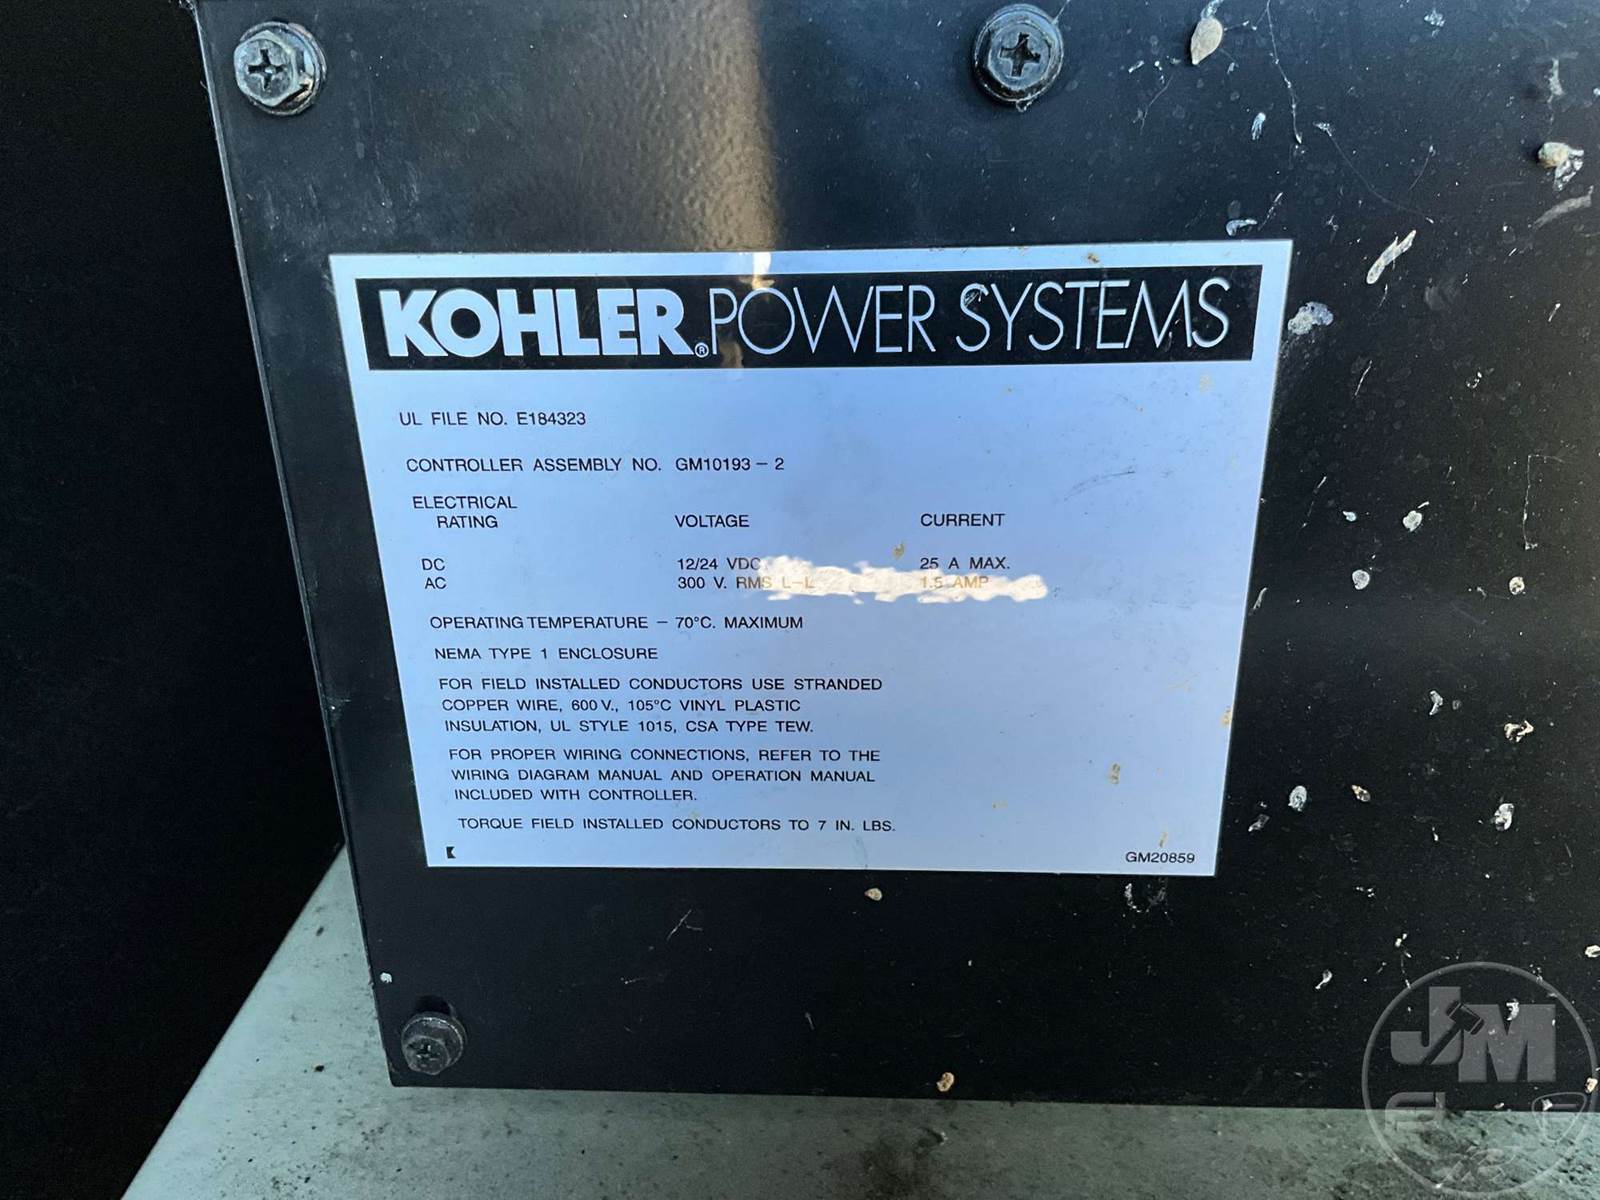 KOHLER® POWER SYSTEMS
UL FILE NO. E184323
CONTROLLER ASSEMBLY NO. GM10193 – 2
ELECTRICAL
RATING VOLTAGE CURRENT
DC 12/24 VDC 25 A MAX.
AC 300 V. RMS L–L 1.5 AMP
OPERATING TEMPERATURE – 70°C. MAXIMUM
NEMA TYPE 1 ENCLOSURE
FOR FIELD INSTALLED CONDUCTORS USE STRANDED
COPPER WIRE, 600 V., 105°C VINYL PLASTIC
INSULATION, UL STYLE 1015, CSA TYPE TEW.
FOR PROPER WIRING CONNECTIONS, REFER TO THE
WIRING DIAGRAM MANUAL AND OPERATION MANUAL
INCLUDED WITH CONTROLLER.
TORQUE FIELD INSTALLED CONDUCTORS TO 7 IN. LBS.
K GM20859
JM